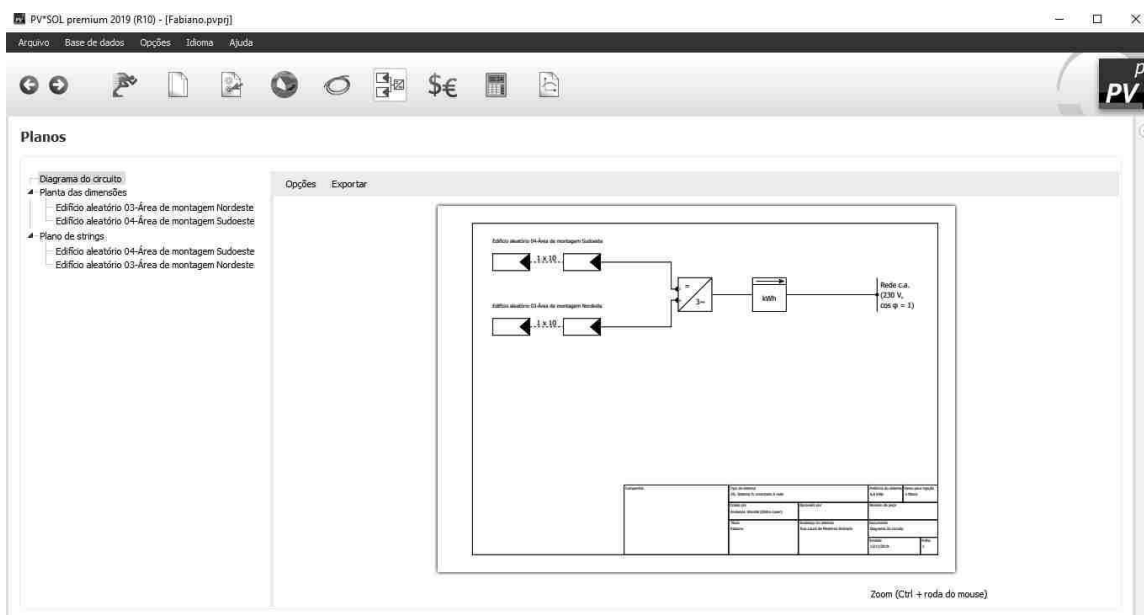 PV*SOL premium 2019 (R10) - [Fabiano.pvprj]
Arquivo Base de dados Opções Idioma Ajuda
$€
PV
Planos
Diagrama do circuito
Planta das dimensões
Edifício aleatório 03-Área de montagem Nordeste
Edifício aleatório 04-Área de montagem Sudoeste
Plano de strings
Edifício aleatório 04-Área de montagem Sudoeste
Edifício aleatório 03-Área de montagem Nordeste
Opções Exportar
Edifício aleatório 04-Área de montagem Sudoeste
1 x 10
=
3~
kWh
Rede c.a.
(230 V,
cos φ = 1)
Edifício aleatório 03-Área de montagem Nordeste
1 x 10
Zoom (Ctrl + roda do mouse)